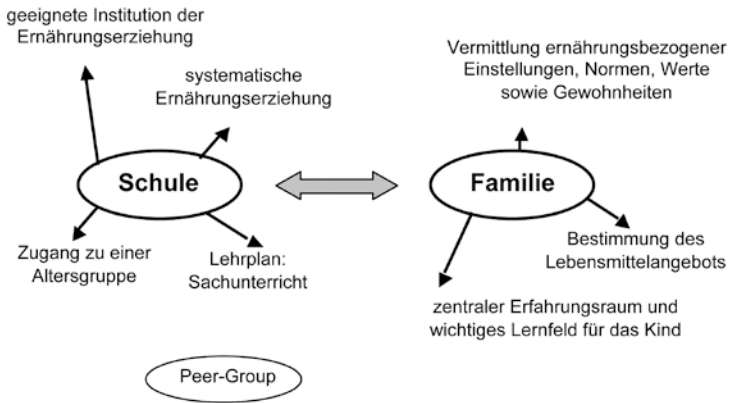 geeignete Institution der
Ernährungserziehung
systematische
Ernährungserziehung
Schule
Zugang zu einer
Altersgruppe
Lehrplan:
Sachunterricht
Vermittlung ernährungsbezogener
Einstellungen, Normen, Werte
sowie Gewohnheiten
Familie
Bestimmung des
Lebensmittelangebots
zentraler Erfahrungsraum und
wichtiges Lernfeld für das Kind
Peer-Group